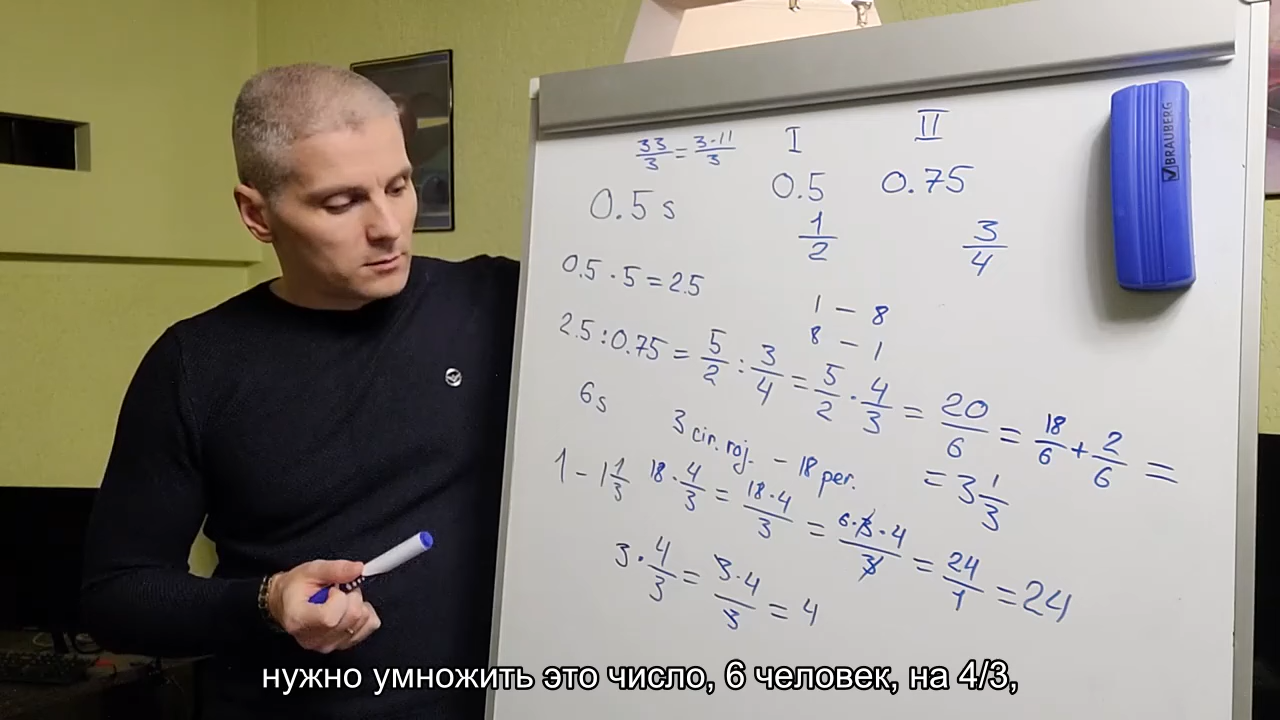 33/3 = 3·11/3
I II
0.5 s 0.5 0.75
1/2 3/4
0.5 · 5 = 2.5
1 – 8
8 – 1
2.5 : 0.75 = 5/2 : 3/4 = 5/2 · 4/3 = 20/6 = 18/6 + 2/6 =
= 3 1/3
6s
3 cir. roj. – 18 per.
1 – 1 1/3
18 · 4/3 = 18·4/3 = 6·3·4/3 = 24/1 = 24
3 · 4/3 = 3·4/3 = 4
BRAUBERG
нужно умножить это число, 6 человек, на 4/3,